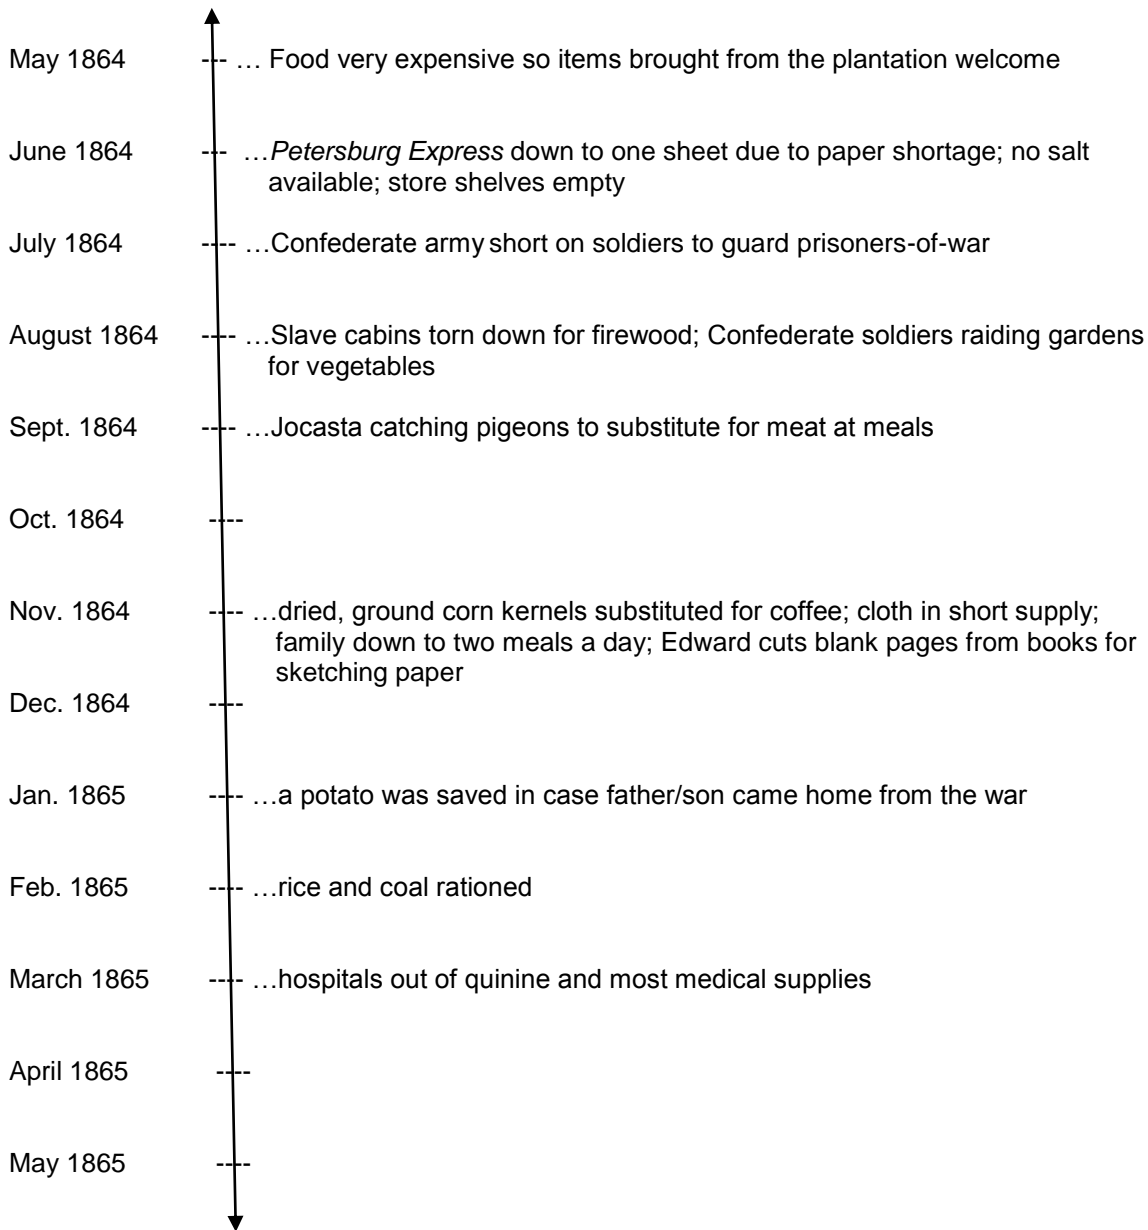 May 1864 --- … Food very expensive so items brought from the plantation welcome
June 1864 --- …Petersburg Express down to one sheet due to paper shortage; no salt
available; store shelves empty
July 1864 ---- …Confederate army short on soldiers to guard prisoners-of-war
August 1864 ---- …Slave cabins torn down for firewood; Confederate soldiers raiding gardens
for vegetables
Sept. 1864 ---- …Jocasta catching pigeons to substitute for meat at meals
Oct. 1864 ----
Nov. 1864 ---- …dried, ground corn kernels substituted for coffee; cloth in short supply;
family down to two meals a day; Edward cuts blank pages from books for
sketching paper
Dec. 1864 ----
Jan. 1865 ---- …a potato was saved in case father/son came home from the war
Feb. 1865 ---- …rice and coal rationed
March 1865 ---- …hospitals out of quinine and most medical supplies
April 1865 ----
May 1865 ----